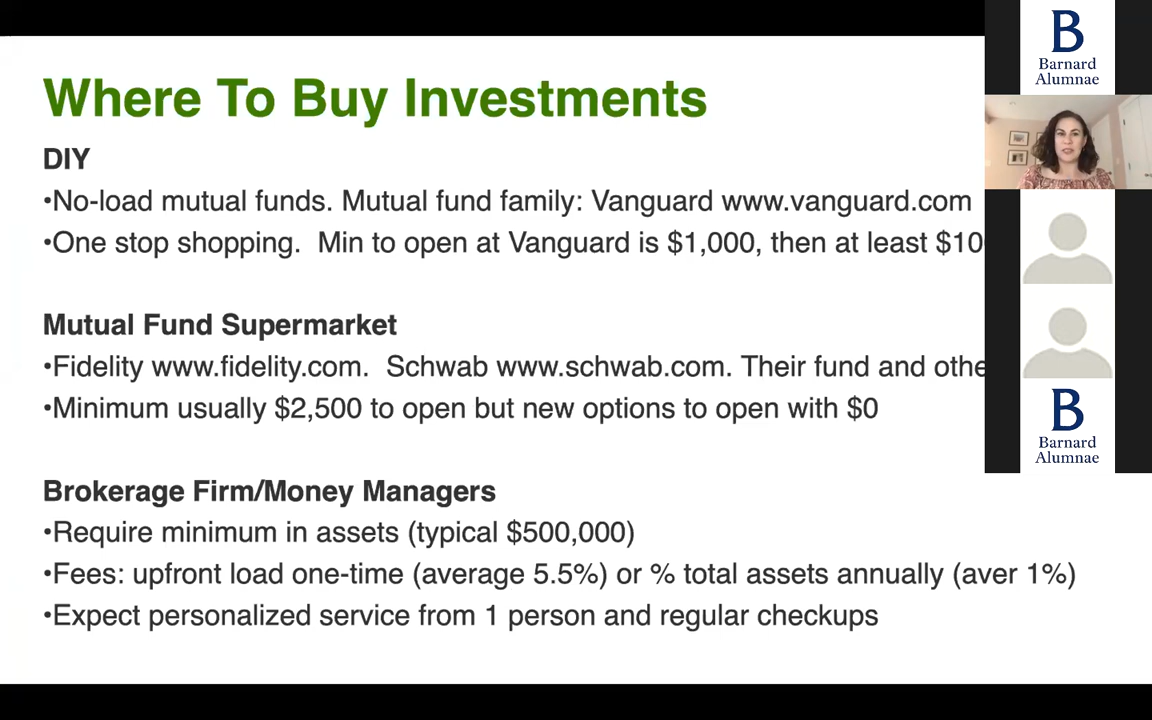 Where To Buy Investments
DIY
•No-load mutual funds. Mutual fund family: Vanguard www.vanguard.com
•One stop shopping. Min to open at Vanguard is $1,000, then at least $10
Mutual Fund Supermarket
•Fidelity www.fidelity.com. Schwab www.schwab.com. Their fund and othe
•Minimum usually $2,500 to open but new options to open with $0
Brokerage Firm/Money Managers
•Require minimum in assets (typical $500,000)
•Fees: upfront load one-time (average 5.5%) or % total assets annually (aver 1%)
•Expect personalized service from 1 person and regular checkups
B
Barnard
Alumnae
B
Barnard
Alumnae